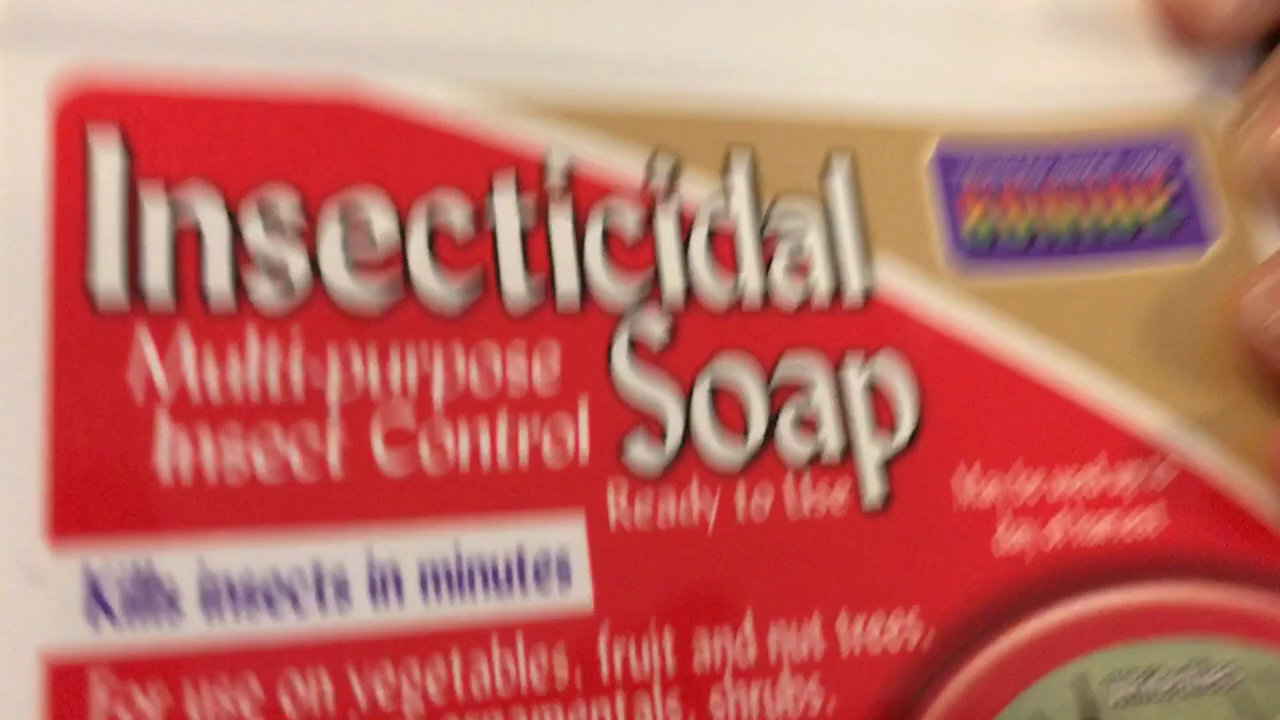 Insecticidal
Soap
Multi-purpose
Insect Control
Ready to Use
Kills insects in minutes
For use on vegetables, fruit and nut trees,
ornamentals, shrubs,